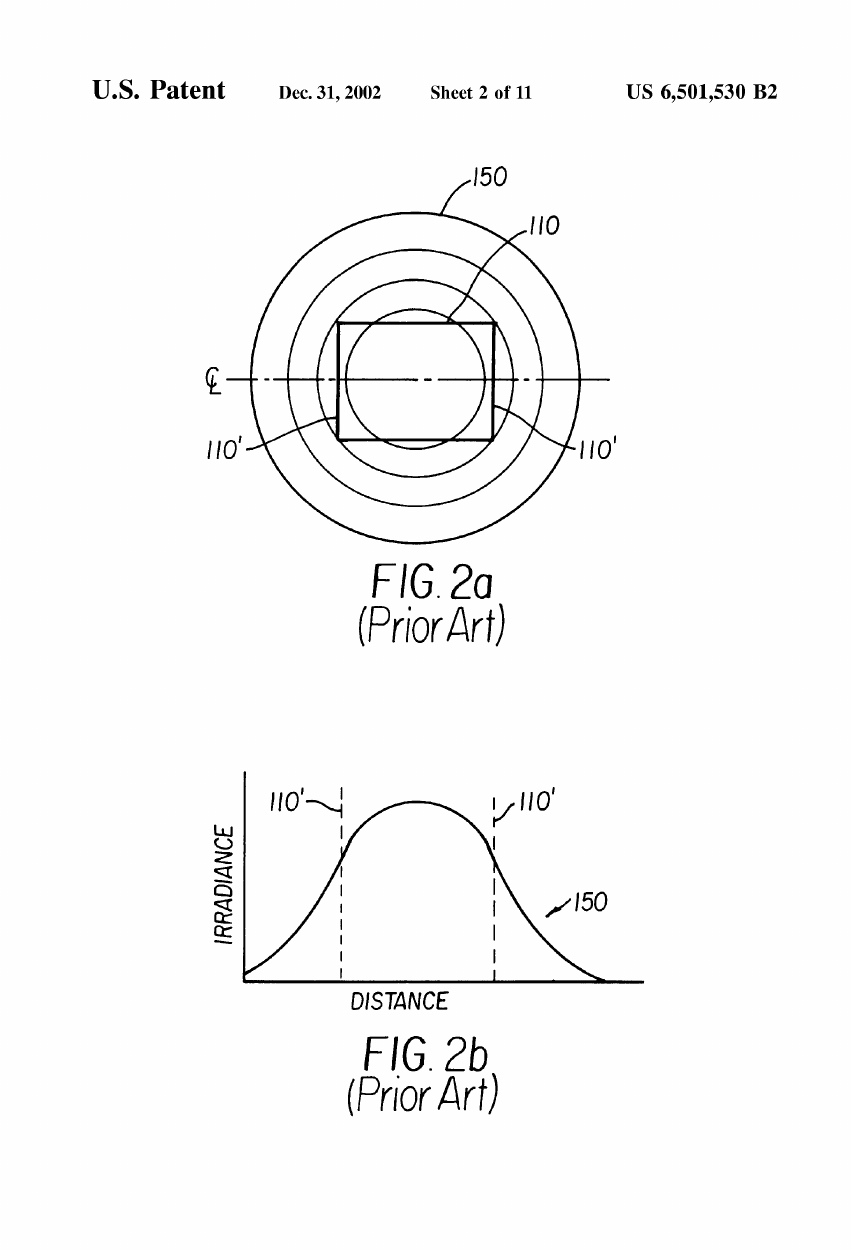 U.S. Patent Dec. 31, 2002 Sheet 2 of 11 US 6,501,530 B2
150
110
℄
110'
110'
FIG. 2a
(Prior Art)
110'
110'
IRRADIANCE
150
DISTANCE
FIG. 2b
(Prior Art)